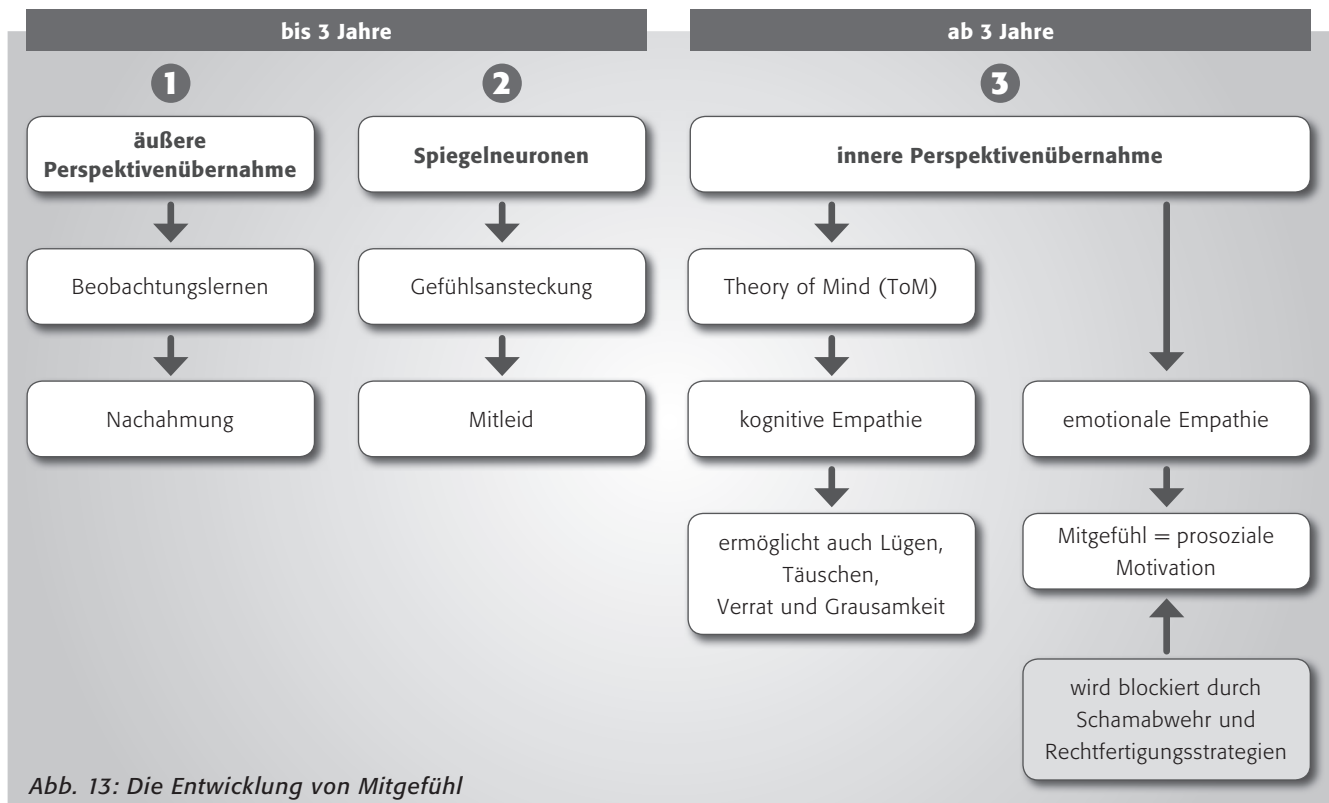 bis 3 Jahre
ab 3 Jahre
1
2
3
äußere
Perspektivenübernahme
Spiegelneuronen
innere Perspektivenübernahme
Beobachtungslernen
Gefühlsansteckung
Theory of Mind (ToM)
Nachahmung
Mitleid
kognitive Empathie
emotionale Empathie
ermöglicht auch Lügen,
Täuschen,
Verrat und Grausamkeit
Mitgefühl = prosoziale
Motivation
wird blockiert durch
Schamabwehr und
Rechtfertigungsstrategien
Abb. 13: Die Entwicklung von Mitgefühl